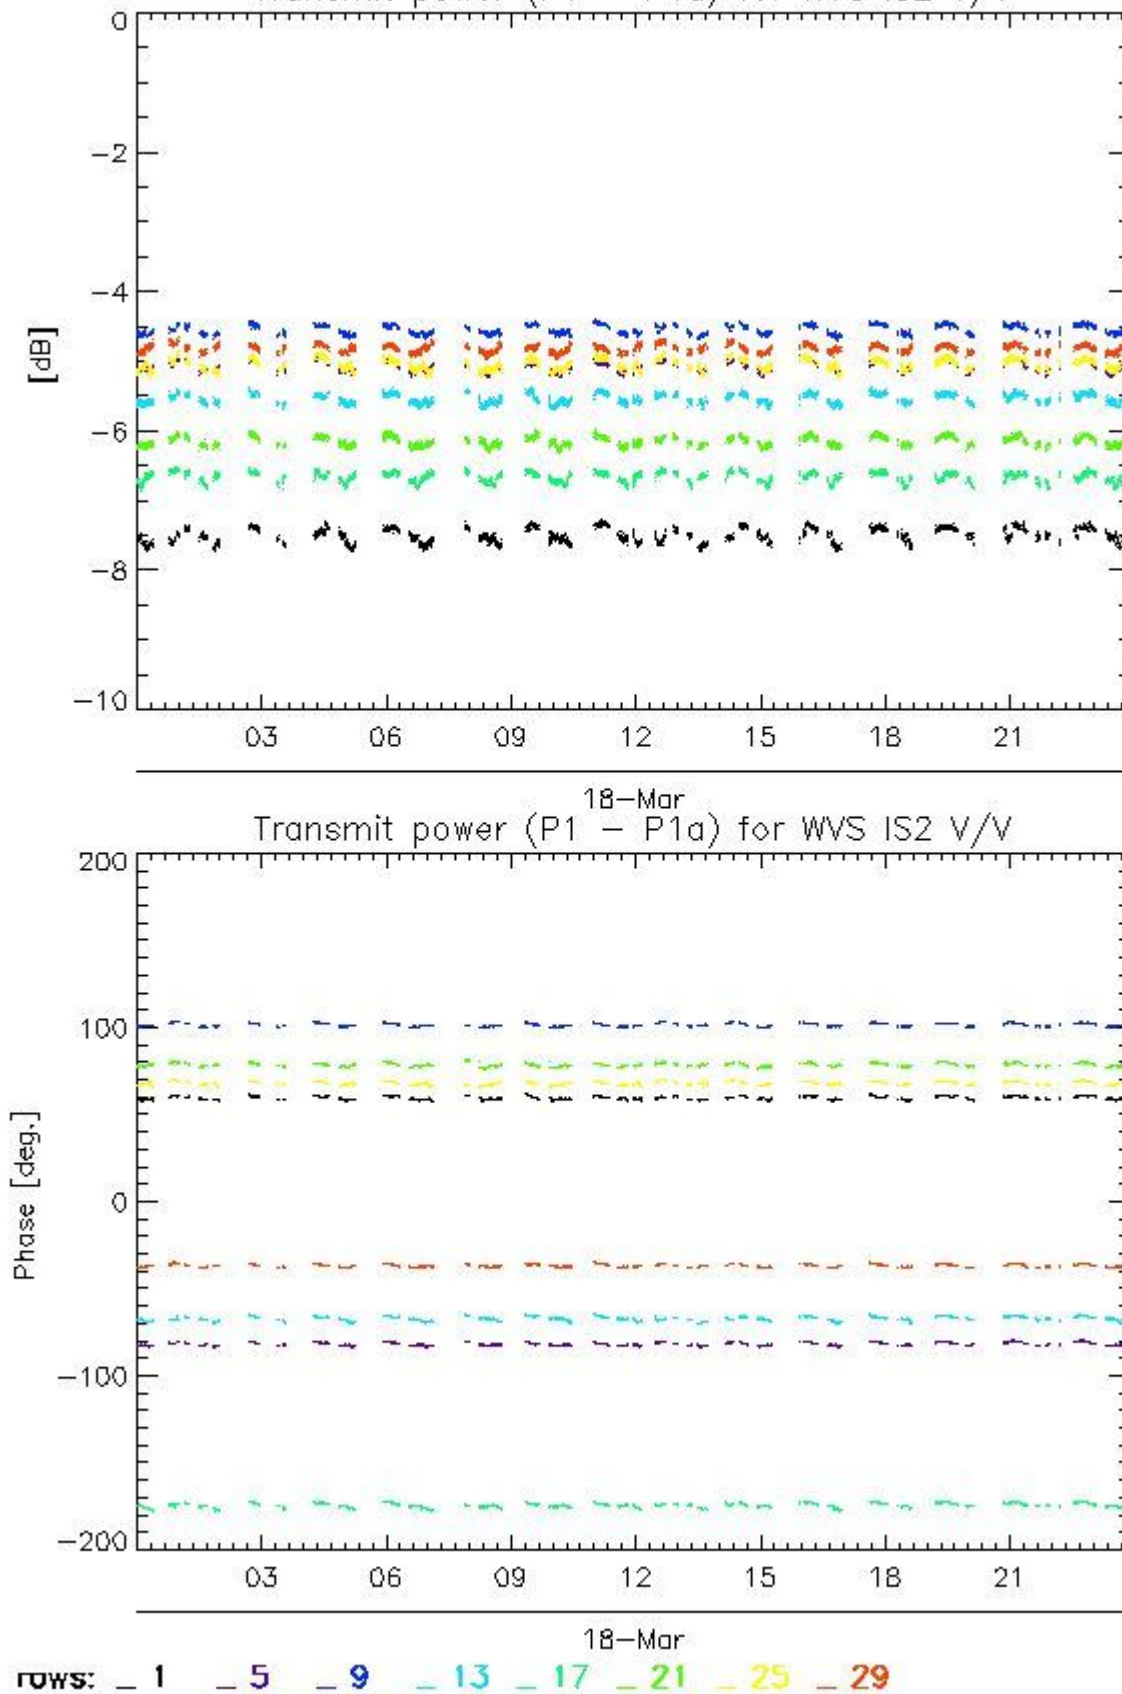 0
−2
−4
−6
−8
−10
[dB]
03 06 09 12 15 18 21
18−Mar
Transmit power (P1 − P1a) for WVS IS2 V/V
200
100
0
−100
−200
Phase [deg.]
03 06 09 12 15 18 21
18−Mar
rows: _ 1 _ 5 _ 9 _ 13 _ 17 _ 21 _ 25 _ 29